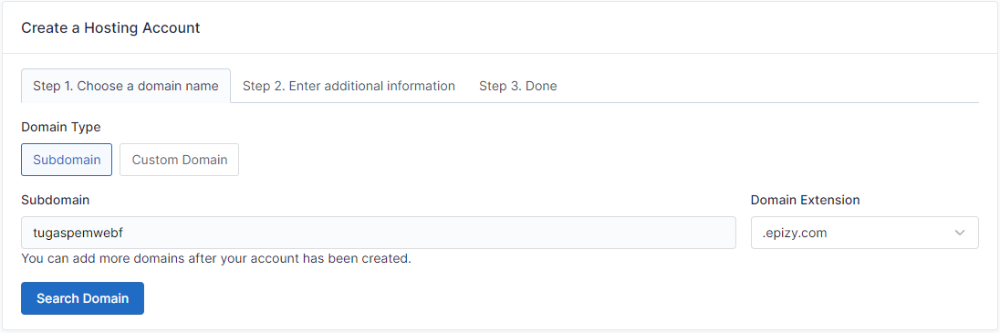 Create a Hosting Account
Step 1. Choose a domain name Step 2. Enter additional information Step 3. Done
Domain Type
Subdomain Custom Domain
Subdomain Domain Extension
tugaspemwebf .epizy.com
You can add more domains after your account has been created.
Search Domain